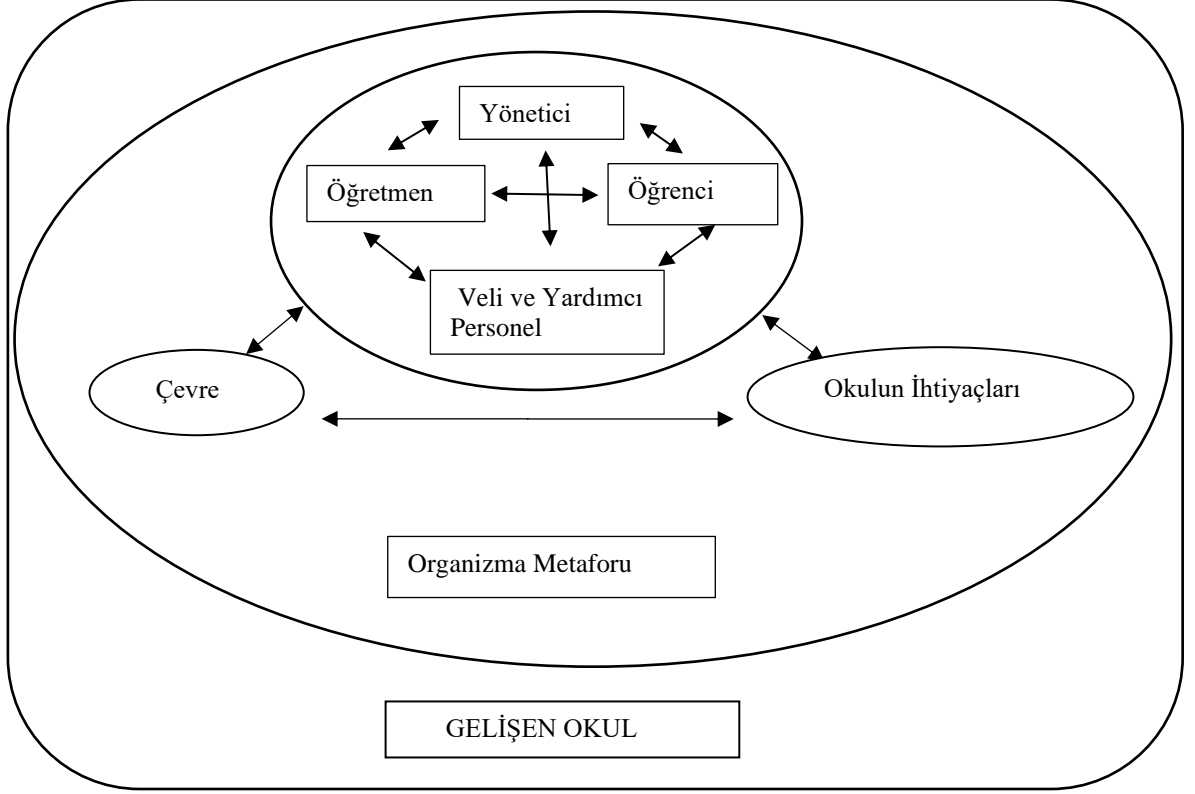 Yönetici
Öğretmen
Öğrenci
Veli ve Yardımcı
Personel
Çevre
Okulun İhtiyaçları
Organizma Metaforu
GELİŞEN OKUL